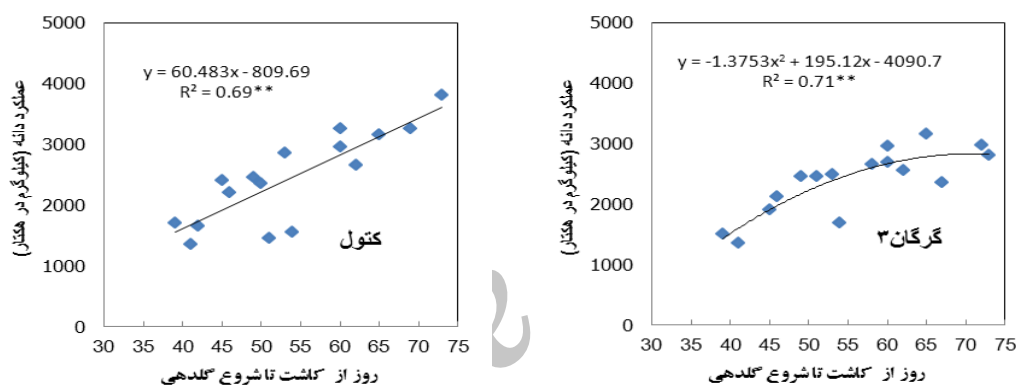 عملکرد دانه (کیلوگرم در هکتار)
5000
4000
3000
2000
1000
0
y = 60.483x - 809.69
R² = 0.69**
کتول
30 35 40 45 50 55 60 65 70 75
روز از کاشت تا شروع گلدهی
عملکرد دانه (کیلوگرم در هکتار)
5000
4000
3000
2000
1000
0
y = -1.3753x² + 195.12x - 4090.7
R² = 0.71**
گرگان۳
30 35 40 45 50 55 60 65 70 75
روز از کاشت تا شروع گلدهی